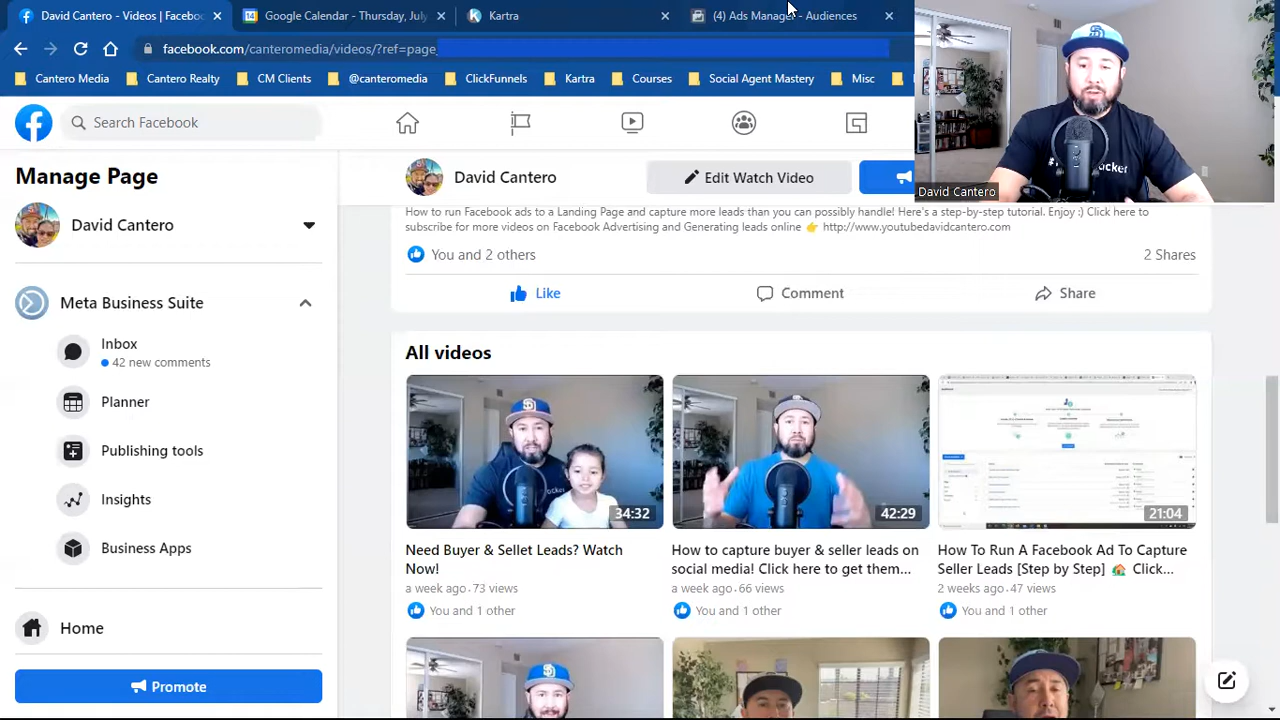 David Cantero - Videos | Facebo
Google Calendar - Thursday, July
Kartra
(4) Ads Manager - Audiences
facebook.com/canteromedia/videos/?ref=page_
Cantero Media
Cantero Realty
CM Clients
@canteromedia
ClickFunnels
Kartra
Courses
Social Agent Mastery
Misc
Search Facebook
David Cantero
Manage Page
David Cantero
Edit Watch Video
David Cantero
How to run Facebook ads to a Landing Page and capture more leads than you can possibly handle! Here's a step-by-step tutorial. Enjoy :) Click here to
subscribe for more videos on Facebook Advertising and Generating leads online 👉 http://www.youtubedavidcantero.com
You and 2 others
2 Shares
Like
Comment
Share
Meta Business Suite
Inbox
42 new comments
Planner
Publishing tools
Insights
Business Apps
Home
Promote
All videos
34:32
42:29
21:04
Need Buyer & Sellet Leads? Watch
Now!
a week ago · 73 views
You and 1 other
How to capture buyer & seller leads on
social media! Click here to get them...
a week ago · 66 views
You and 1 other
How To Run A Facebook Ad To Capture
Seller Leads [Step by Step] 🏠 Click...
2 weeks ago · 47 views
You and 1 other